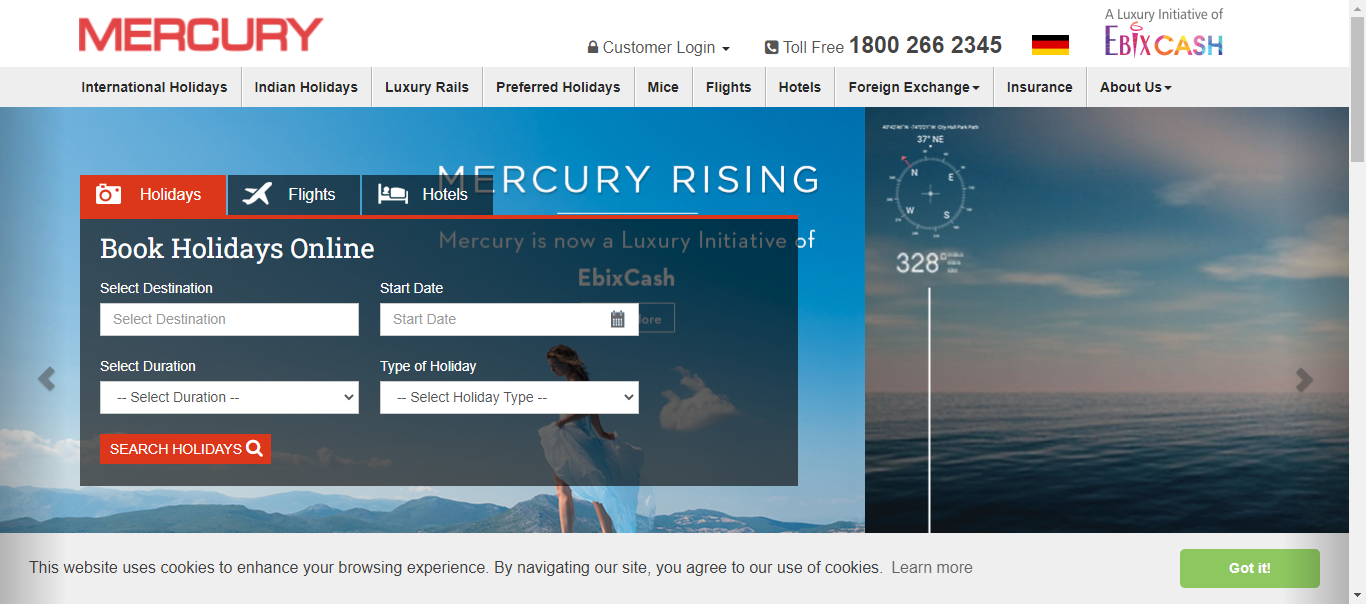 MERCURY
Customer Login
Toll Free 1800 266 2345
A Luxury Initiative of
EBIXCASH
International Holidays
Indian Holidays
Luxury Rails
Preferred Holidays
Mice
Flights
Hotels
Foreign Exchange
Insurance
About Us
Holidays
Flights
Hotels
MERCURY RISING
Mercury is now a Luxury Initiative of
EbixCash
Book Holidays Online
Select Destination
Start Date
Select Destination
Start Date
Select Duration
Type of Holiday
-- Select Duration --
-- Select Holiday Type --
SEARCH HOLIDAYS
37° NE
N
E
W
S
328°
This website uses cookies to enhance your browsing experience. By navigating our site, you agree to our use of cookies. Learn more
Got it!